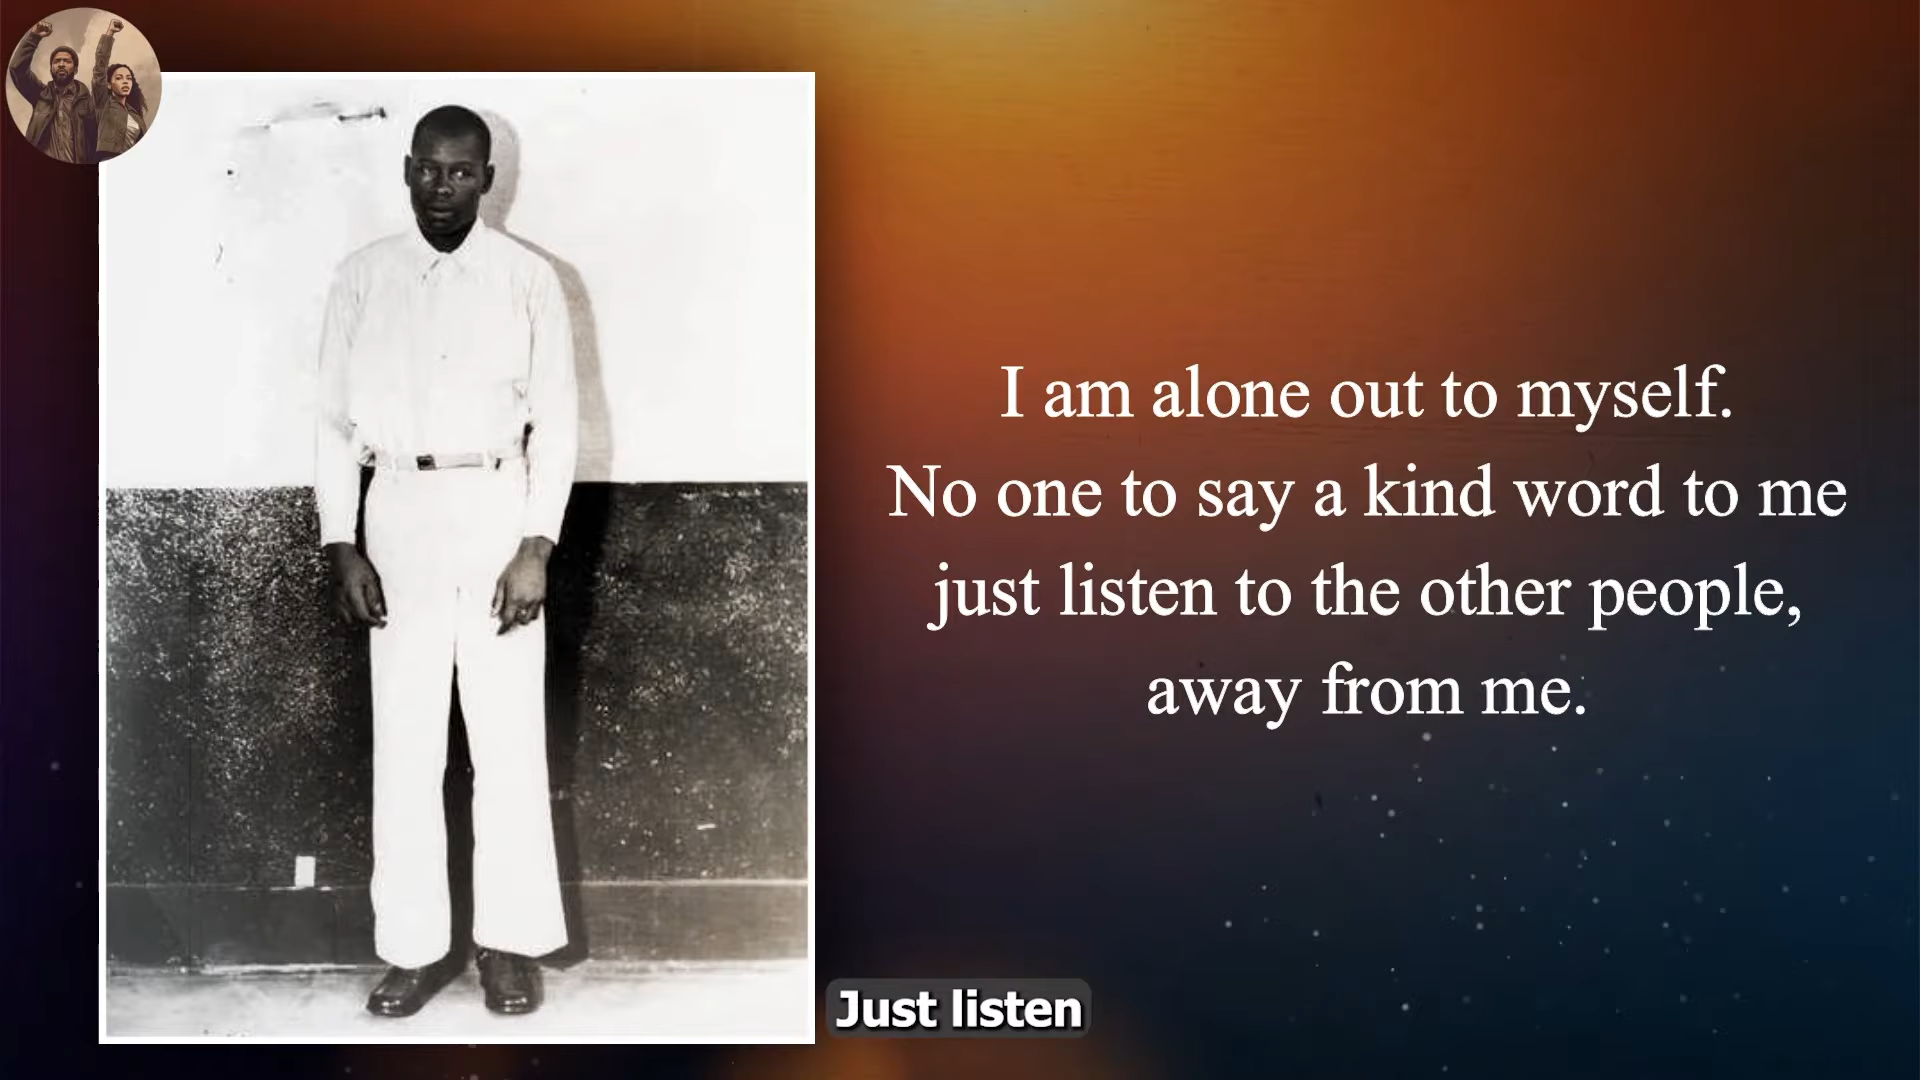 I am alone out to myself.
No one to say a kind word to me
just listen to the other people,
away from me.
Just listen